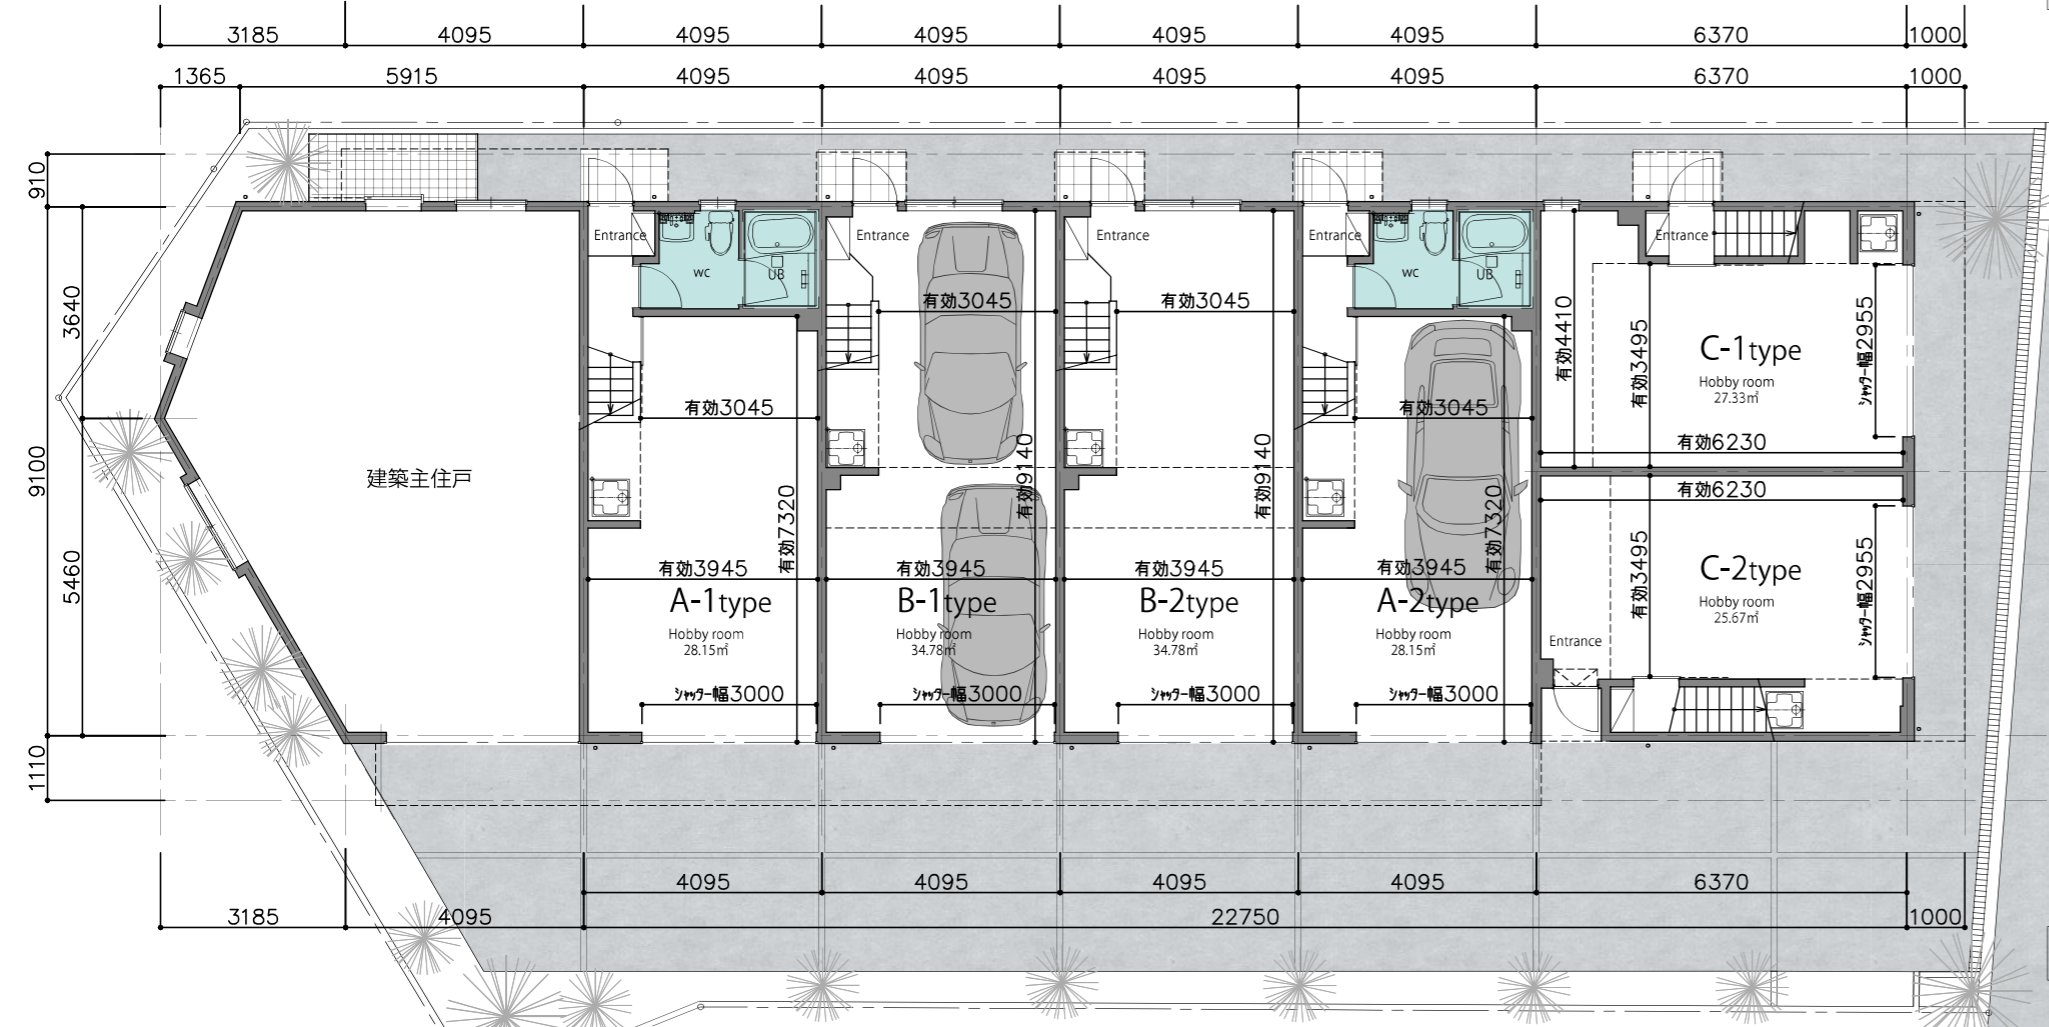 3185 4095 4095 4095 4095 4095 6370 1000
1365 5915 4095 4095 4095 4095 6370 1000
910
3640
9100
5460
1110
建築主住戸
Entrance
WC
UB
有効3045
有効7320
有効3945
A-1type
Hobby room
28.15㎡
シャッター幅3000
Entrance
有効3045
有効9140
有効3945
B-1type
Hobby room
34.78㎡
シャッター幅3000
Entrance
有効3045
有効9140
有効3945
B-2type
Hobby room
34.78㎡
シャッター幅3000
Entrance
WC
UB
有効3045
有効7320
有効3945
A-2type
Hobby room
28.15㎡
シャッター幅3000
Entrance
有効4410
有効3495
C-1type
Hobby room
27.33㎡
シャッター幅2955
有効6230
有効6230
有効3495
C-2type
Hobby room
25.67㎡
シャッター幅2955
Entrance
4095 4095 4095 4095 6370
3185 4095 22750 1000